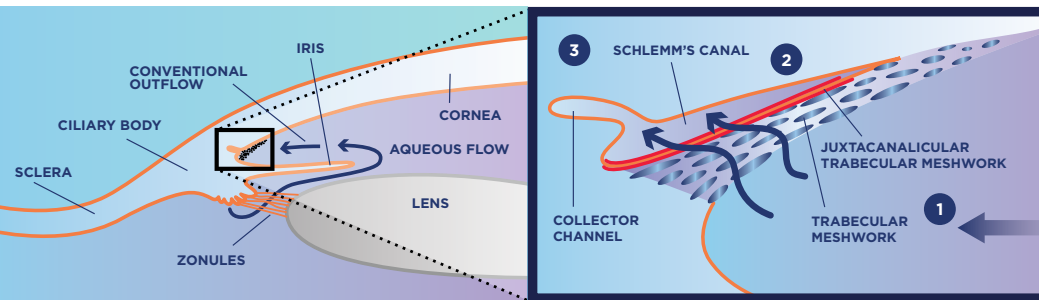 IRIS
CONVENTIONAL
OUTFLOW
CORNEA
CILIARY BODY
AQUEOUS FLOW
SCLERA
LENS
ZONULES
3
SCHLEMM'S CANAL
2
JUXTACANALICULAR
TRABECULAR MESHWORK
1
COLLECTOR
CHANNEL
TRABECULAR
MESHWORK